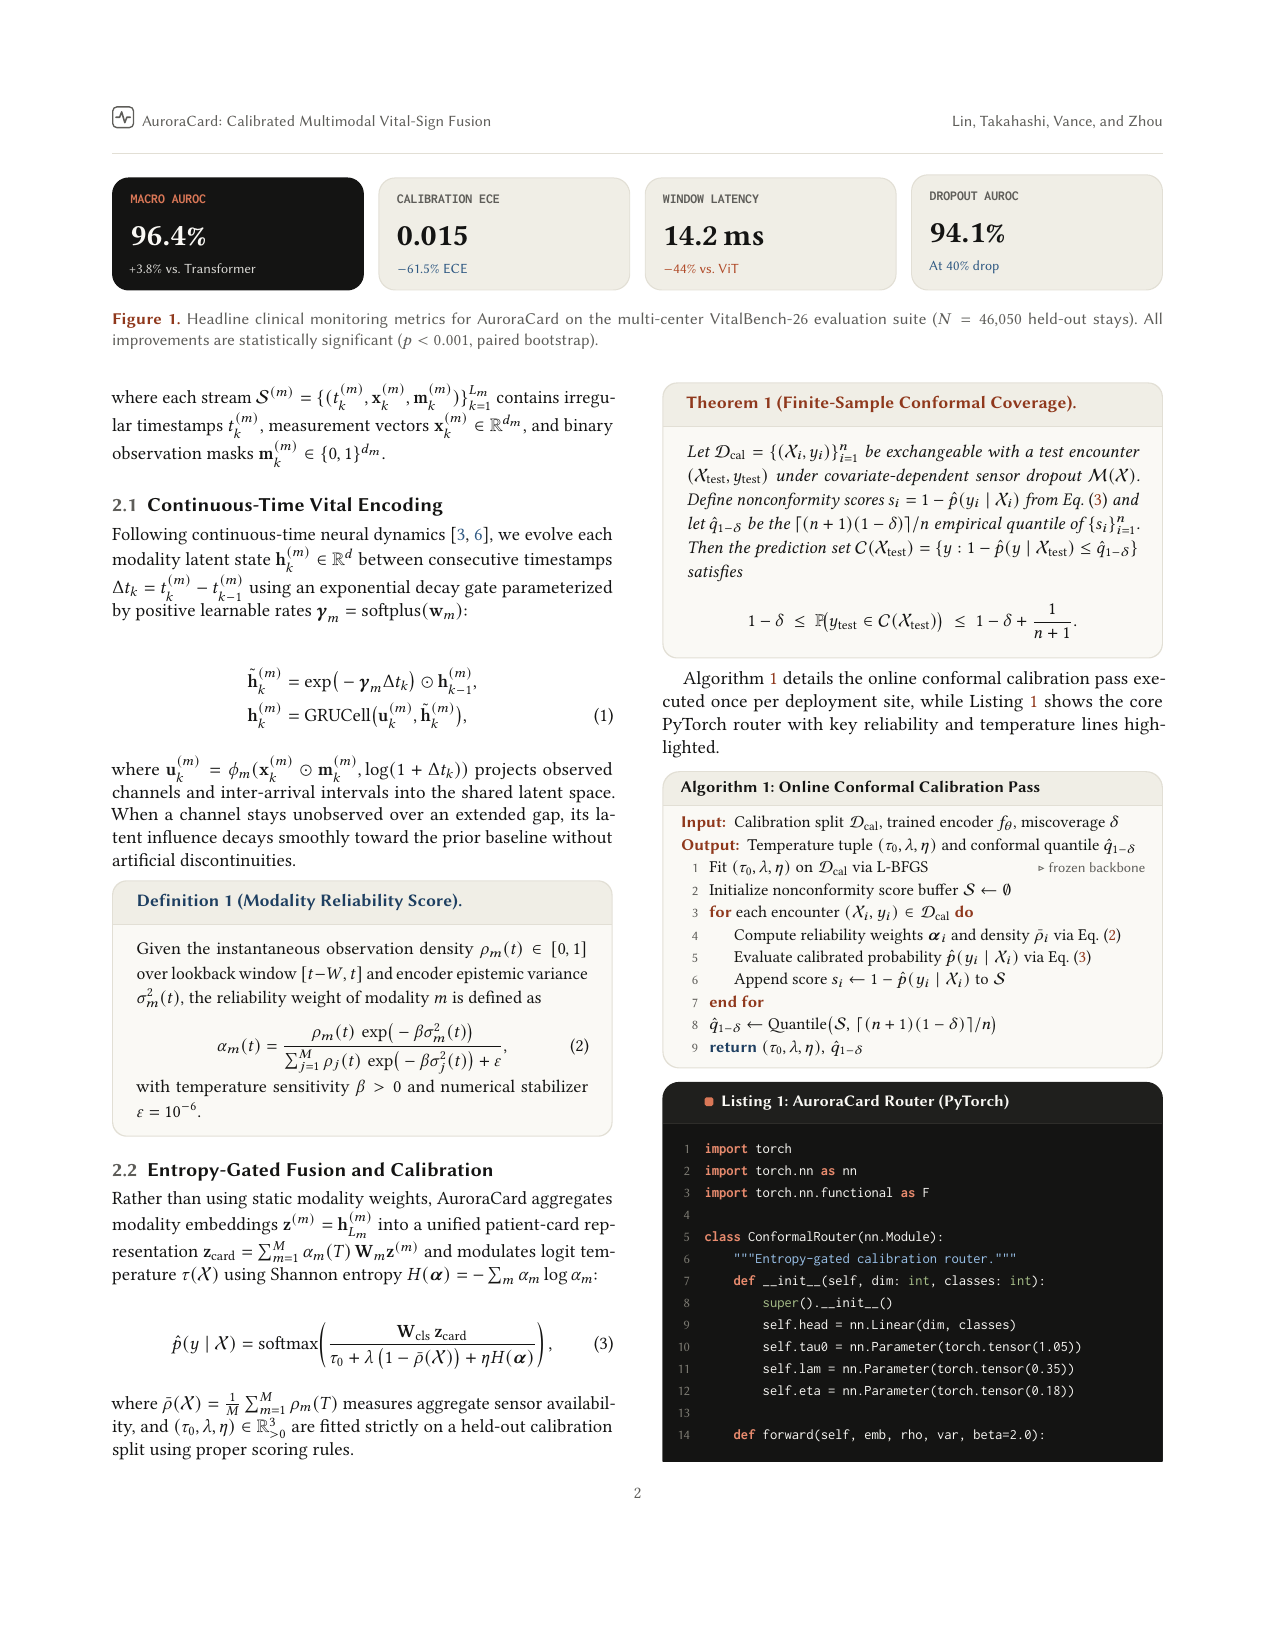 AuroraCard: Calibrated Multimodal Vital-Sign Fusion
Lin, Takahashi, Vance, and Zhou
MACRO AUROC
96.4%
+3.8% vs. Transformer
CALIBRATION ECE
0.015
−61.5% ECE
WINDOW LATENCY
14.2 ms
−44% vs. ViT
DROPOUT AUROC
94.1%
At 40% drop
Figure 1. Headline clinical monitoring metrics for AuroraCard on the multi-center VitalBench-26 evaluation suite (N = 46,050 held-out stays). All
improvements are statistically significant (p < 0.001, paired bootstrap).
where each stream 𝒮^(m) = {(t_k^(m), x_k^(m), m_k^(m))}_{k=1}^{L_m} contains irregu-
lar timestamps t_k^(m), measurement vectors x_k^(m) ∈ ℝ^{d_m}, and binary
observation masks m_k^(m) ∈ {0, 1}^{d_m}.
2.1 Continuous-Time Vital Encoding
Following continuous-time neural dynamics [3, 6], we evolve each
modality latent state h_k^(m) ∈ ℝ^d between consecutive timestamps
Δt_k = t_k^(m) − t_{k−1}^(m) using an exponential decay gate parameterized
by positive learnable rates γ_m = softplus(w_m):
h̃_k^(m) = exp(− γ_m Δt_k) ⊙ h_{k−1}^(m),
h_k^(m) = GRUCell(u_k^(m), h̃_k^(m)), (1)
where u_k^(m) = ϕ_m(x_k^(m) ⊙ m_k^(m), log(1 + Δt_k)) projects observed
channels and inter-arrival intervals into the shared latent space.
When a channel stays unobserved over an extended gap, its la-
tent influence decays smoothly toward the prior baseline without
artificial discontinuities.
Definition 1 (Modality Reliability Score).
Given the instantaneous observation density ρ_m(t) ∈ [0, 1]
over lookback window [t−W, t] and encoder epistemic variance
σ_m^2(t), the reliability weight of modality m is defined as
α_m(t) = \frac{ρ_m(t) exp(− βσ_m^2(t))}{∑_{j=1}^M ρ_j(t) exp(− βσ_j^2(t)) + ε}, (2)
with temperature sensitivity β > 0 and numerical stabilizer
ε = 10^{−6}.
2.2 Entropy-Gated Fusion and Calibration
Rather than using static modality weights, AuroraCard aggregates
modality embeddings z^(m) = h_{L_m}^(m) into a unified patient-card rep-
resentation z_card = ∑_{m=1}^M α_m(T) W_m z^(m) and modulates logit tem-
perature τ(𝒳) using Shannon entropy H(α) = − ∑_m α_m log α_m:
p̂(y | 𝒳) = softmax(\frac{W_cls z_card}{τ_0 + λ (1 − ρ̄(𝒳)) + ηH(α)}), (3)
where ρ̄(𝒳) = \frac{1}{M} ∑_{m=1}^M ρ_m(T) measures aggregate sensor availabil-
ity, and (τ_0, λ, η) ∈ ℝ_{>0}^3 are fitted strictly on a held-out calibration
split using proper scoring rules.
Theorem 1 (Finite-Sample Conformal Coverage).
Let 𝒟_cal = {(𝒳_i, y_i)}_{i=1}^n be exchangeable with a test encounter
(𝒳_test, y_test) under covariate-dependent sensor dropout ℳ(𝒳).
Define nonconformity scores s_i = 1 − p̂(y_i | 𝒳_i) from Eq. (3) and
let q̂_{1−δ} be the ⌈(n + 1)(1 − δ)⌉/n empirical quantile of {s_i}_{i=1}^n.
Then the prediction set C(𝒳_test) = {y : 1 − p̂(y | 𝒳_test) ≤ q̂_{1−δ}}
satisfies
1 − δ ≤ ℙ(y_test ∈ C(𝒳_test)) ≤ 1 − δ + \frac{1}{n + 1}.
Algorithm 1 details the online conformal calibration pass exe-
cuted once per deployment site, while Listing 1 shows the core
PyTorch router with key reliability and temperature lines high-
lighted.
Algorithm 1: Online Conformal Calibration Pass
Input: Calibration split 𝒟_cal, trained encoder f_θ, miscoverage δ
Output: Temperature tuple (τ_0, λ, η) and conformal quantile q̂_{1−δ}
1 Fit (τ_0, λ, η) on 𝒟_cal via L-BFGS ▹ frozen backbone
2 Initialize nonconformity score buffer 𝒮 ← ∅
3 for each encounter (𝒳_i, y_i) ∈ 𝒟_cal do
4 Compute reliability weights α_i and density ρ̄_i via Eq. (2)
5 Evaluate calibrated probability p̂(y_i | 𝒳_i) via Eq. (3)
6 Append score s_i ← 1 − p̂(y_i | 𝒳_i) to 𝒮
7 end for
8 q̂_{1−δ} ← Quantile(𝒮, ⌈(n + 1)(1 − δ)⌉/n)
9 return (τ_0, λ, η), q̂_{1−δ}
Listing 1: AuroraCard Router (PyTorch)
1 import torch
2 import torch.nn as nn
3 import torch.nn.functional as F
4
5 class ConformalRouter(nn.Module):
6     """Entropy-gated calibration router."""
7     def __init__(self, dim: int, classes: int):
8         super().__init__()
9         self.head = nn.Linear(dim, classes)
10         self.tau0 = nn.Parameter(torch.tensor(1.05))
11         self.lam = nn.Parameter(torch.tensor(0.35))
12         self.eta = nn.Parameter(torch.tensor(0.18))
13
14     def forward(self, emb, rho, var, beta=2.0):
2